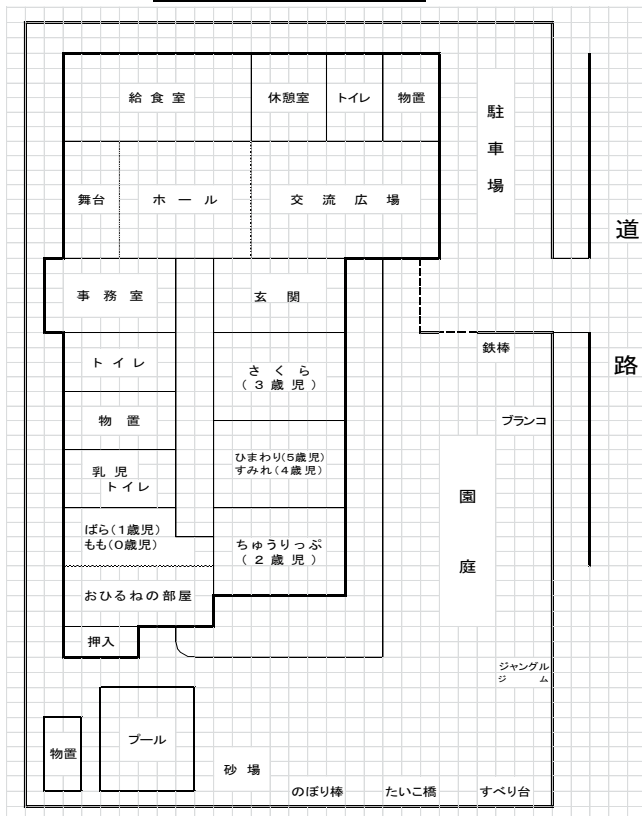 給食室
休憩室
トイレ
物置
駐車場
舞台
ホール
交流広場
道路
事務室
玄関
トイレ
さくら
(3歳児)
鉄棒
物置
ブランコ
ひまわり(5歳児)
すみれ(4歳児)
乳児
トイレ
園庭
ばら(1歳児)
もも(0歳児)
ちゅうりっぷ
(2歳児)
おひるねの部屋
押入
ジャングル
ジム
物置
プール
砂場
のぼり棒
たいこ橋
すべり台